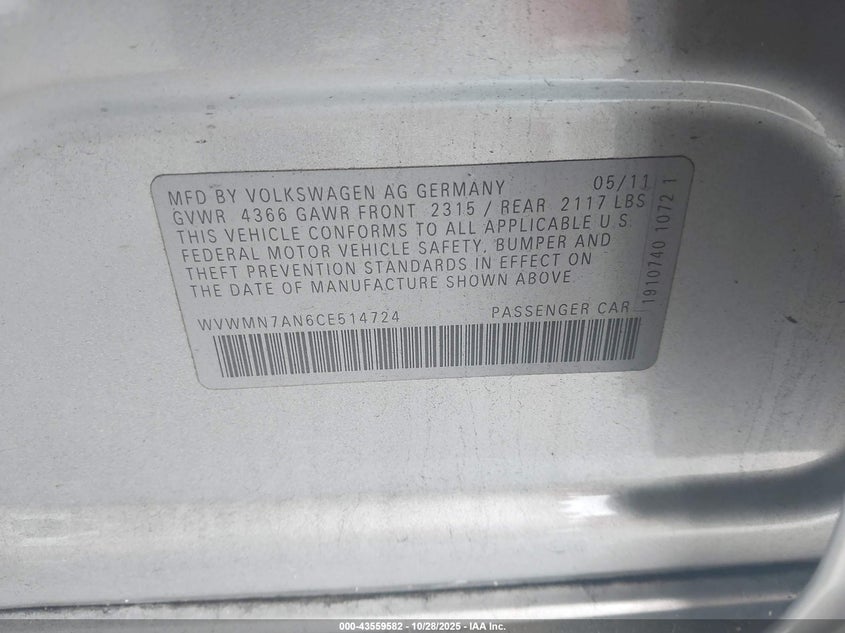 MFD BY VOLKSWAGEN AG GERMANY 05/11
GVWR 4366 GAWR FRONT 2315 / REAR 2117 LBS
THIS VEHICLE CONFORMS TO ALL APPLICABLE U.S.
FEDERAL MOTOR VEHICLE SAFETY, BUMPER AND
THEFT PREVENTION STANDARDS IN EFFECT ON
THE DATE OF MANUFACTURE SHOWN ABOVE.
WVWMN7AN6CE514724 PASSENGER CAR
1910740 1072 1
000-43559582 - 10/28/2025 - IAA Inc.